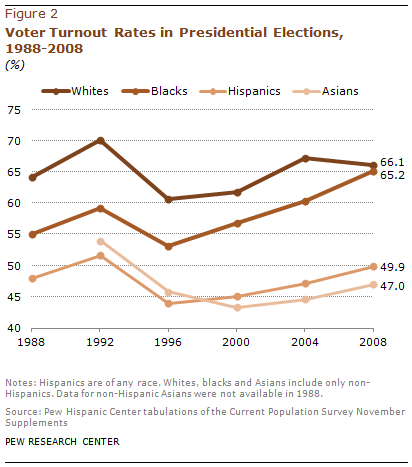 Figure 2
Voter Turnout Rates in Presidential Elections,
1988-2008
(%)
Whites Blacks Hispanics Asians
75
70
65
60
55
50
45
40
66.1
65.2
49.9
47.0
1988 1992 1996 2000 2004 2008
Notes: Hispanics are of any race. Whites, blacks and Asians include only non-
Hispanics. Data for non-Hispanic Asians were not available in 1988.
Source: Pew Hispanic Center tabulations of the Current Population Survey November
Supplements
PEW RESEARCH CENTER